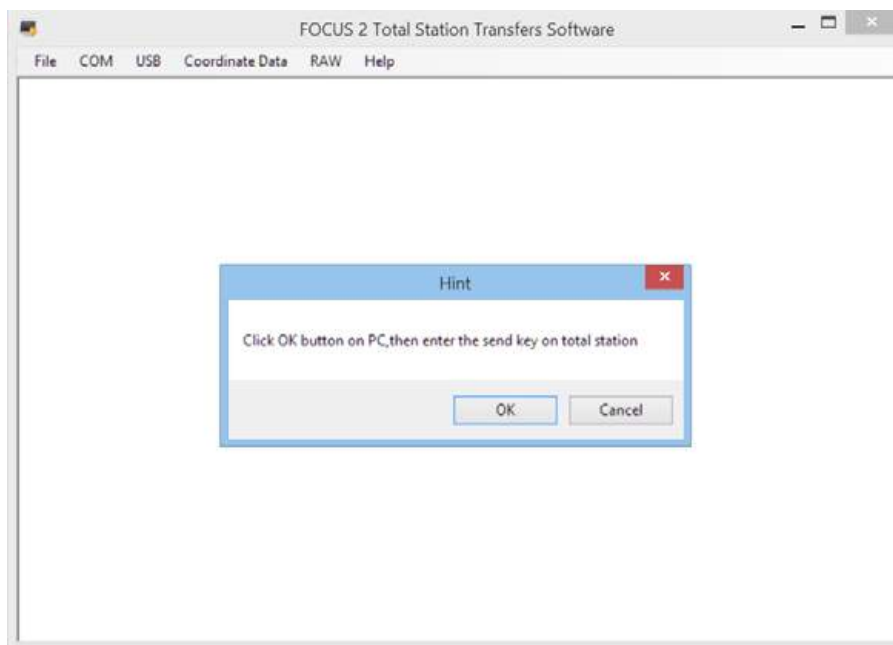 FOCUS 2 Total Station Transfers Software
File COM USB Coordinate Data RAW Help
Hint
Click OK button on PC,then enter the send key on total station
OK Cancel